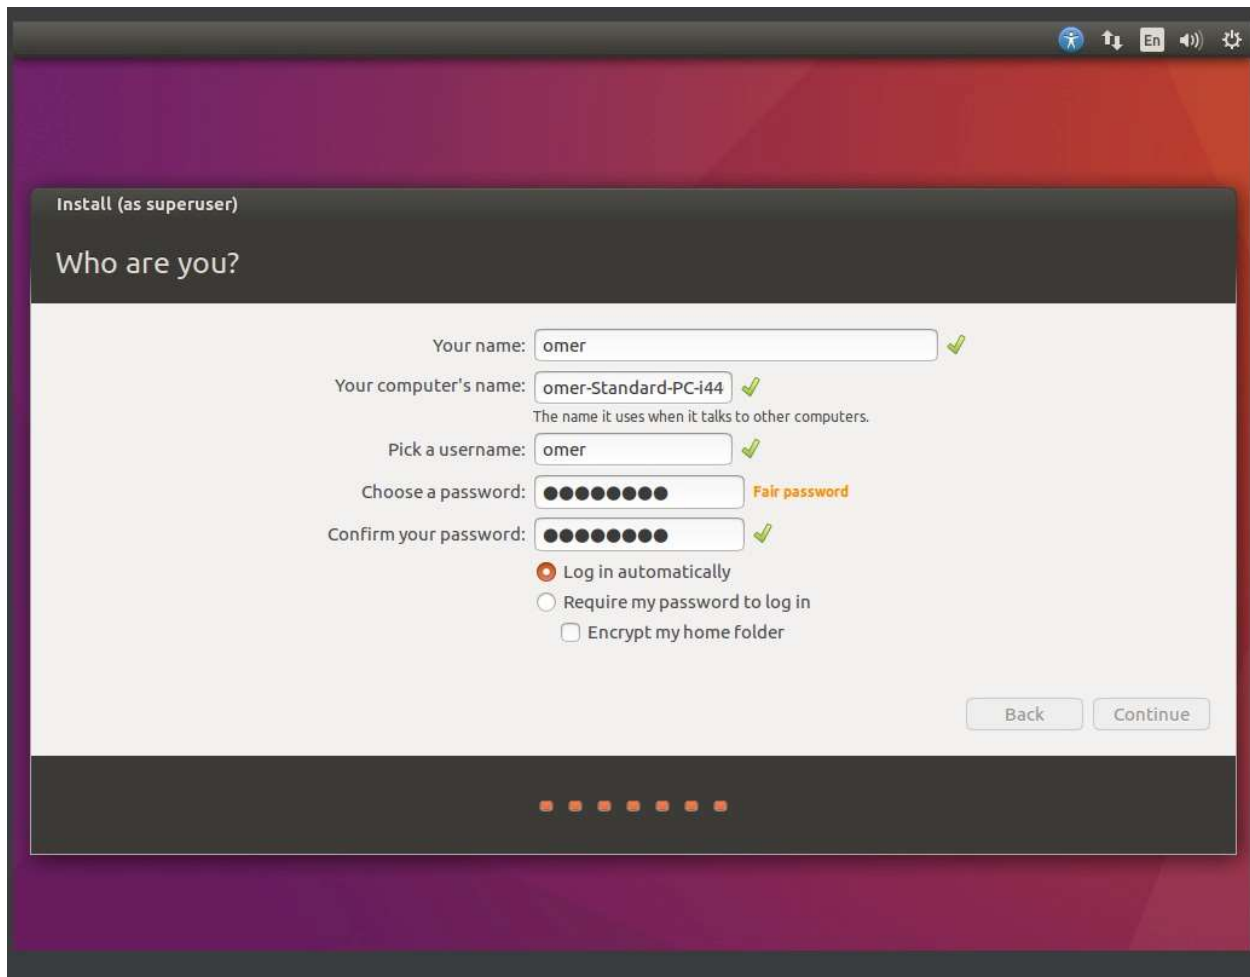 En
Install (as superuser)
Who are you?
Your name: omer
Your computer's name: omer-Standard-PC-i44
The name it uses when it talks to other computers.
Pick a username: omer
Choose a password: ●●●●●●●● Fair password
Confirm your password: ●●●●●●●●
Log in automatically
Require my password to log in
Encrypt my home folder
Back Continue